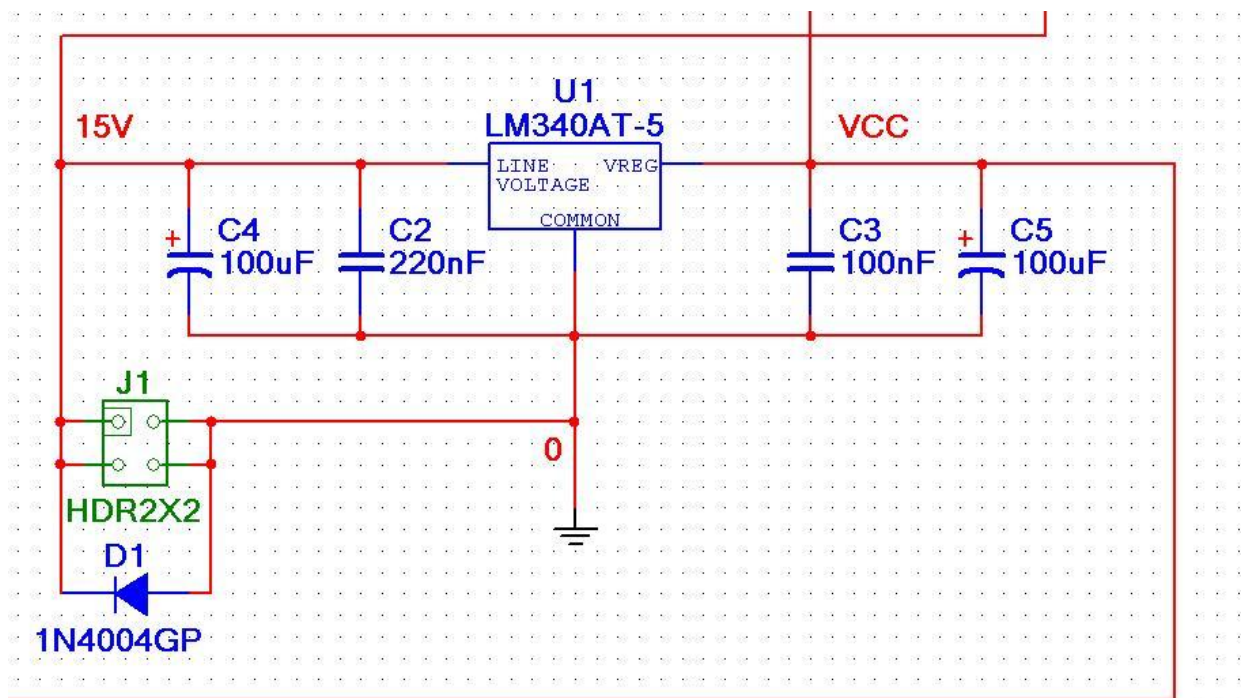 U1
LM340AT-5
15V
VCC
LINE VREG
VOLTAGE
COMMON
C4
100uF
C2
220nF
C3
100nF
C5
100uF
J1
0
HDR2X2
D1
1N4004GP